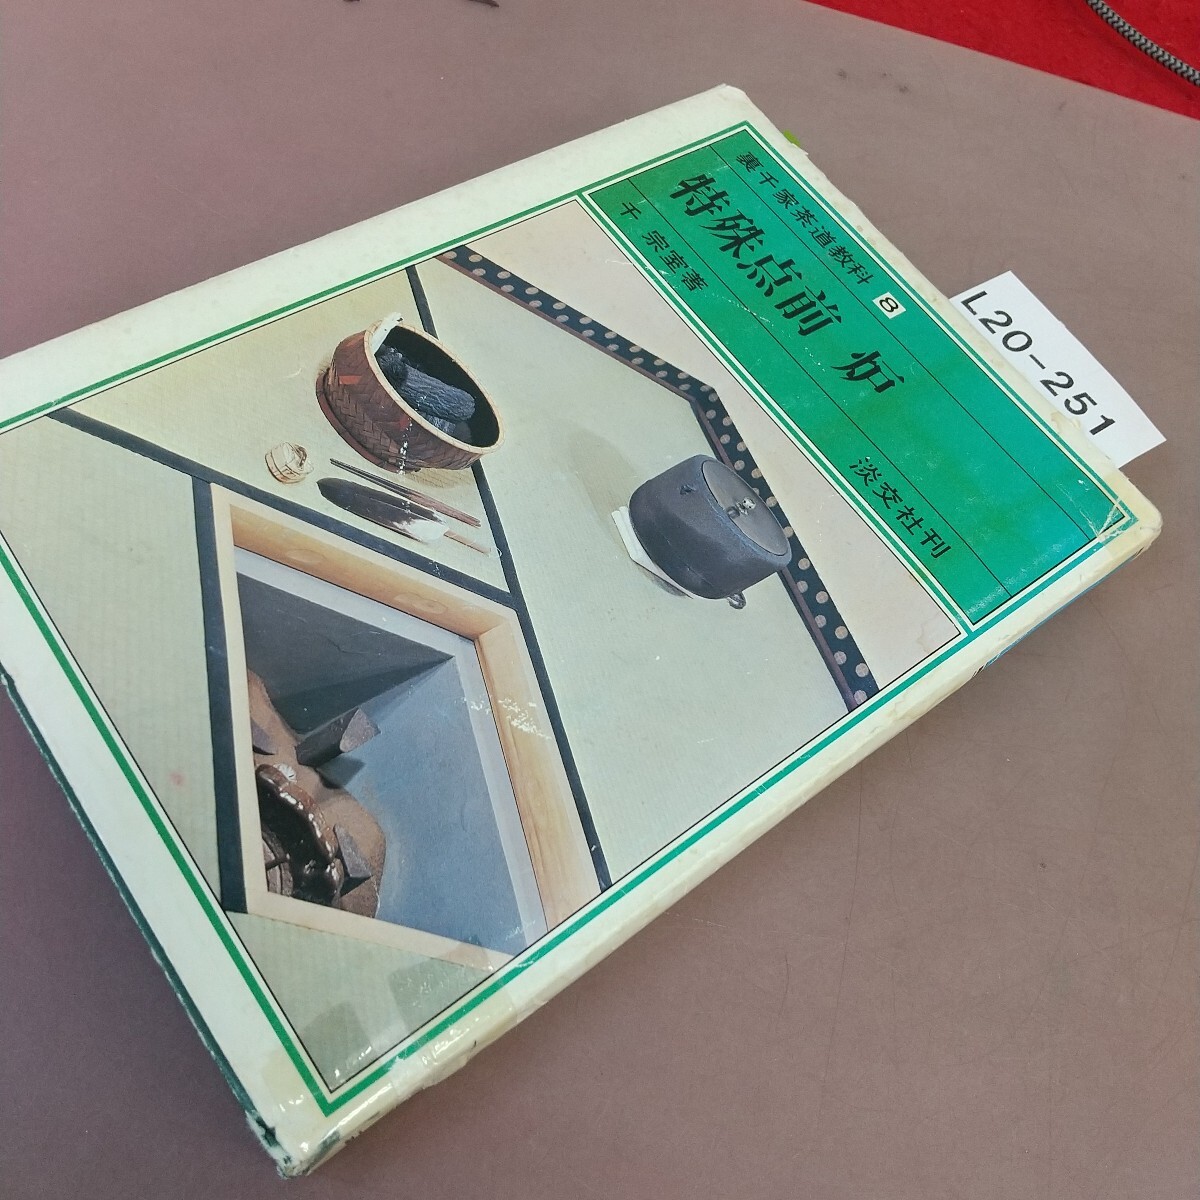 裏千家茶道教科 8
特殊点前 炉
千 宗室著
淡交社刊
L20-251